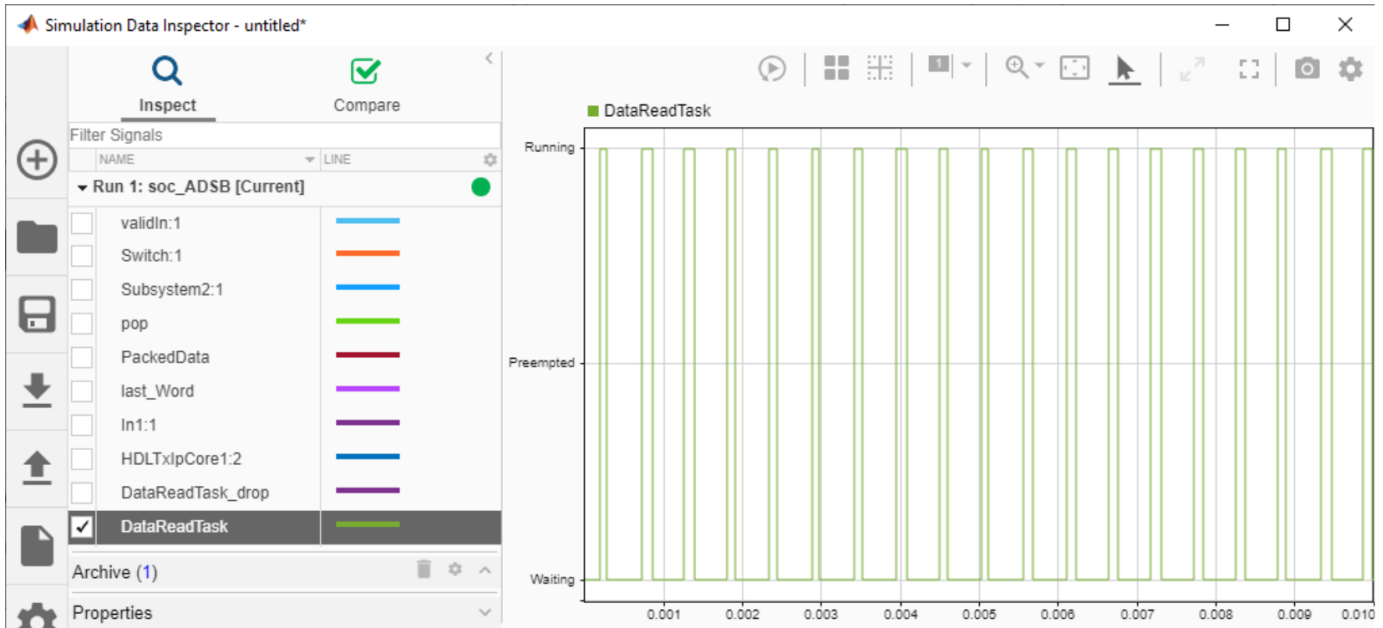 Simulation Data Inspector - untitled*
Inspect
Compare
Filter Signals
NAME
LINE
Run 1: soc_ADSB [Current]
validIn:1
Switch:1
Subsystem2:1
pop
PackedData
last_Word
In1:1
HDLTxIpCore1:2
DataReadTask_drop
DataReadTask
Archive (1)
Properties
1
DataReadTask
Running
Preempted
Waiting
0.001 0.002 0.003 0.004 0.005 0.006 0.007 0.008 0.009 0.010